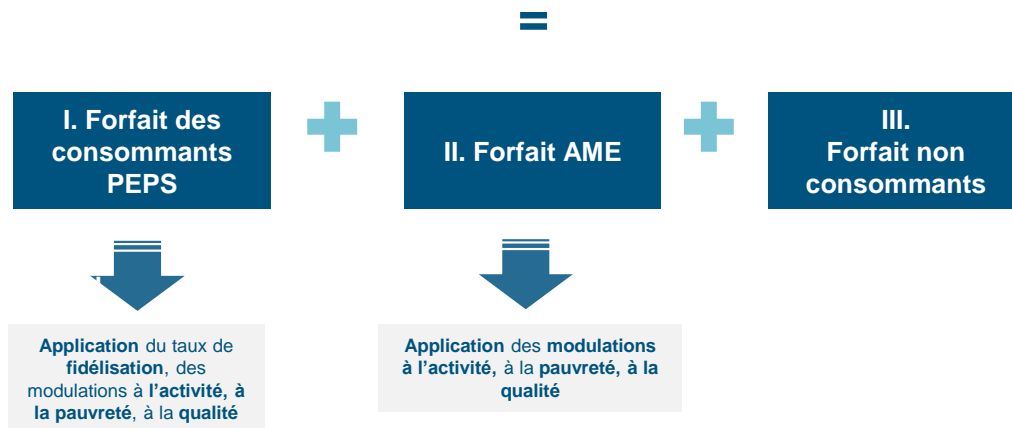 =
I. Forfait des
consommants
PEPS
II. Forfait AME
III.
Forfait non
consommants
Application du taux de
fidélisation, des
modulations à l’activité, à
la pauvreté, à la qualité
Application des modulations
à l’activité, à la pauvreté, à la
qualité